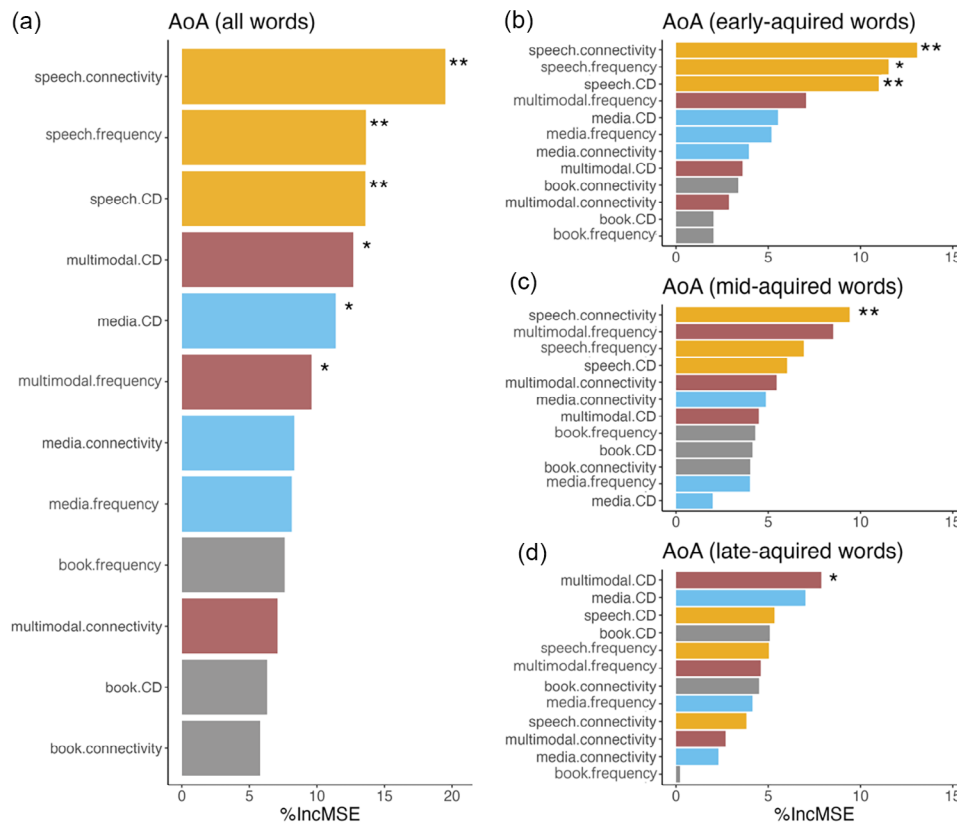 (a)
AoA (all words)
speech.connectivity
**
speech.frequency
**
speech.CD
**
multimodal.CD
*
media.CD
*
multimodal.frequency
*
media.connectivity
media.frequency
book.frequency
multimodal.connectivity
book.CD
book.connectivity
0 5 10 15 20
%IncMSE
(b)
AoA (early-aquired words)
speech.connectivity
**
speech.frequency
*
speech.CD
**
multimodal.frequency
media.CD
media.frequency
media.connectivity
multimodal.CD
book.connectivity
multimodal.connectivity
book.CD
book.frequency
0 5 10 15
(c)
AoA (mid-aquired words)
speech.connectivity
**
multimodal.frequency
speech.frequency
speech.CD
multimodal.connectivity
media.connectivity
multimodal.CD
book.frequency
book.CD
book.connectivity
media.frequency
media.CD
0 5 10 15
(d)
AoA (late-aquired words)
multimodal.CD
*
media.CD
speech.CD
book.CD
speech.frequency
multimodal.frequency
book.connectivity
media.frequency
speech.connectivity
multimodal.connectivity
media.connectivity
book.frequency
0 5 10 15
%IncMSE